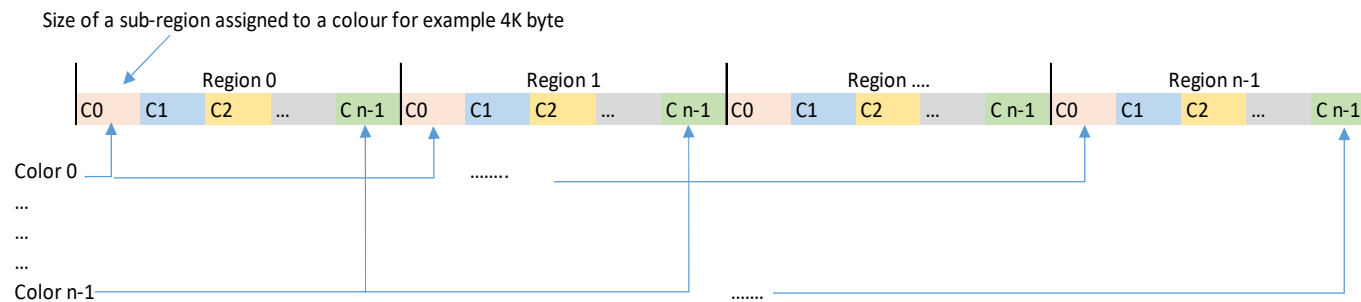 Size of a sub-region assigned to a colour for example 4K byte
Region 0 Region 1 Region .... Region n-1
C0 C1 C2 ... C n-1 C0 C1 C2 ... C n-1 C0 C1 C2 ... C n-1 C0 C1 C2 ... C n-1
Color 0 ........
...
...
...
Color n-1 .......